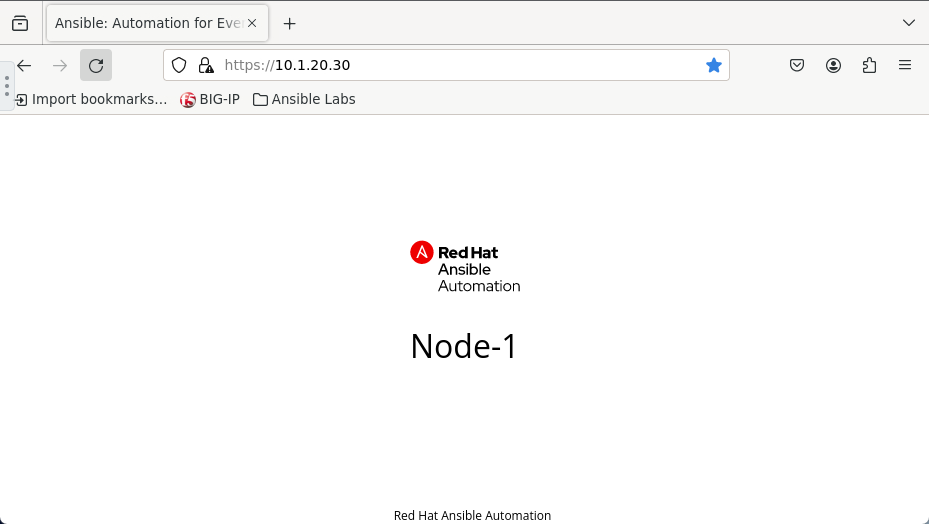 Ansible: Automation for Eve
https://10.1.20.30
Import bookmarks...
BIG-IP
Ansible Labs
Red Hat
Ansible
Automation
Node-1
Red Hat Ansible Automation